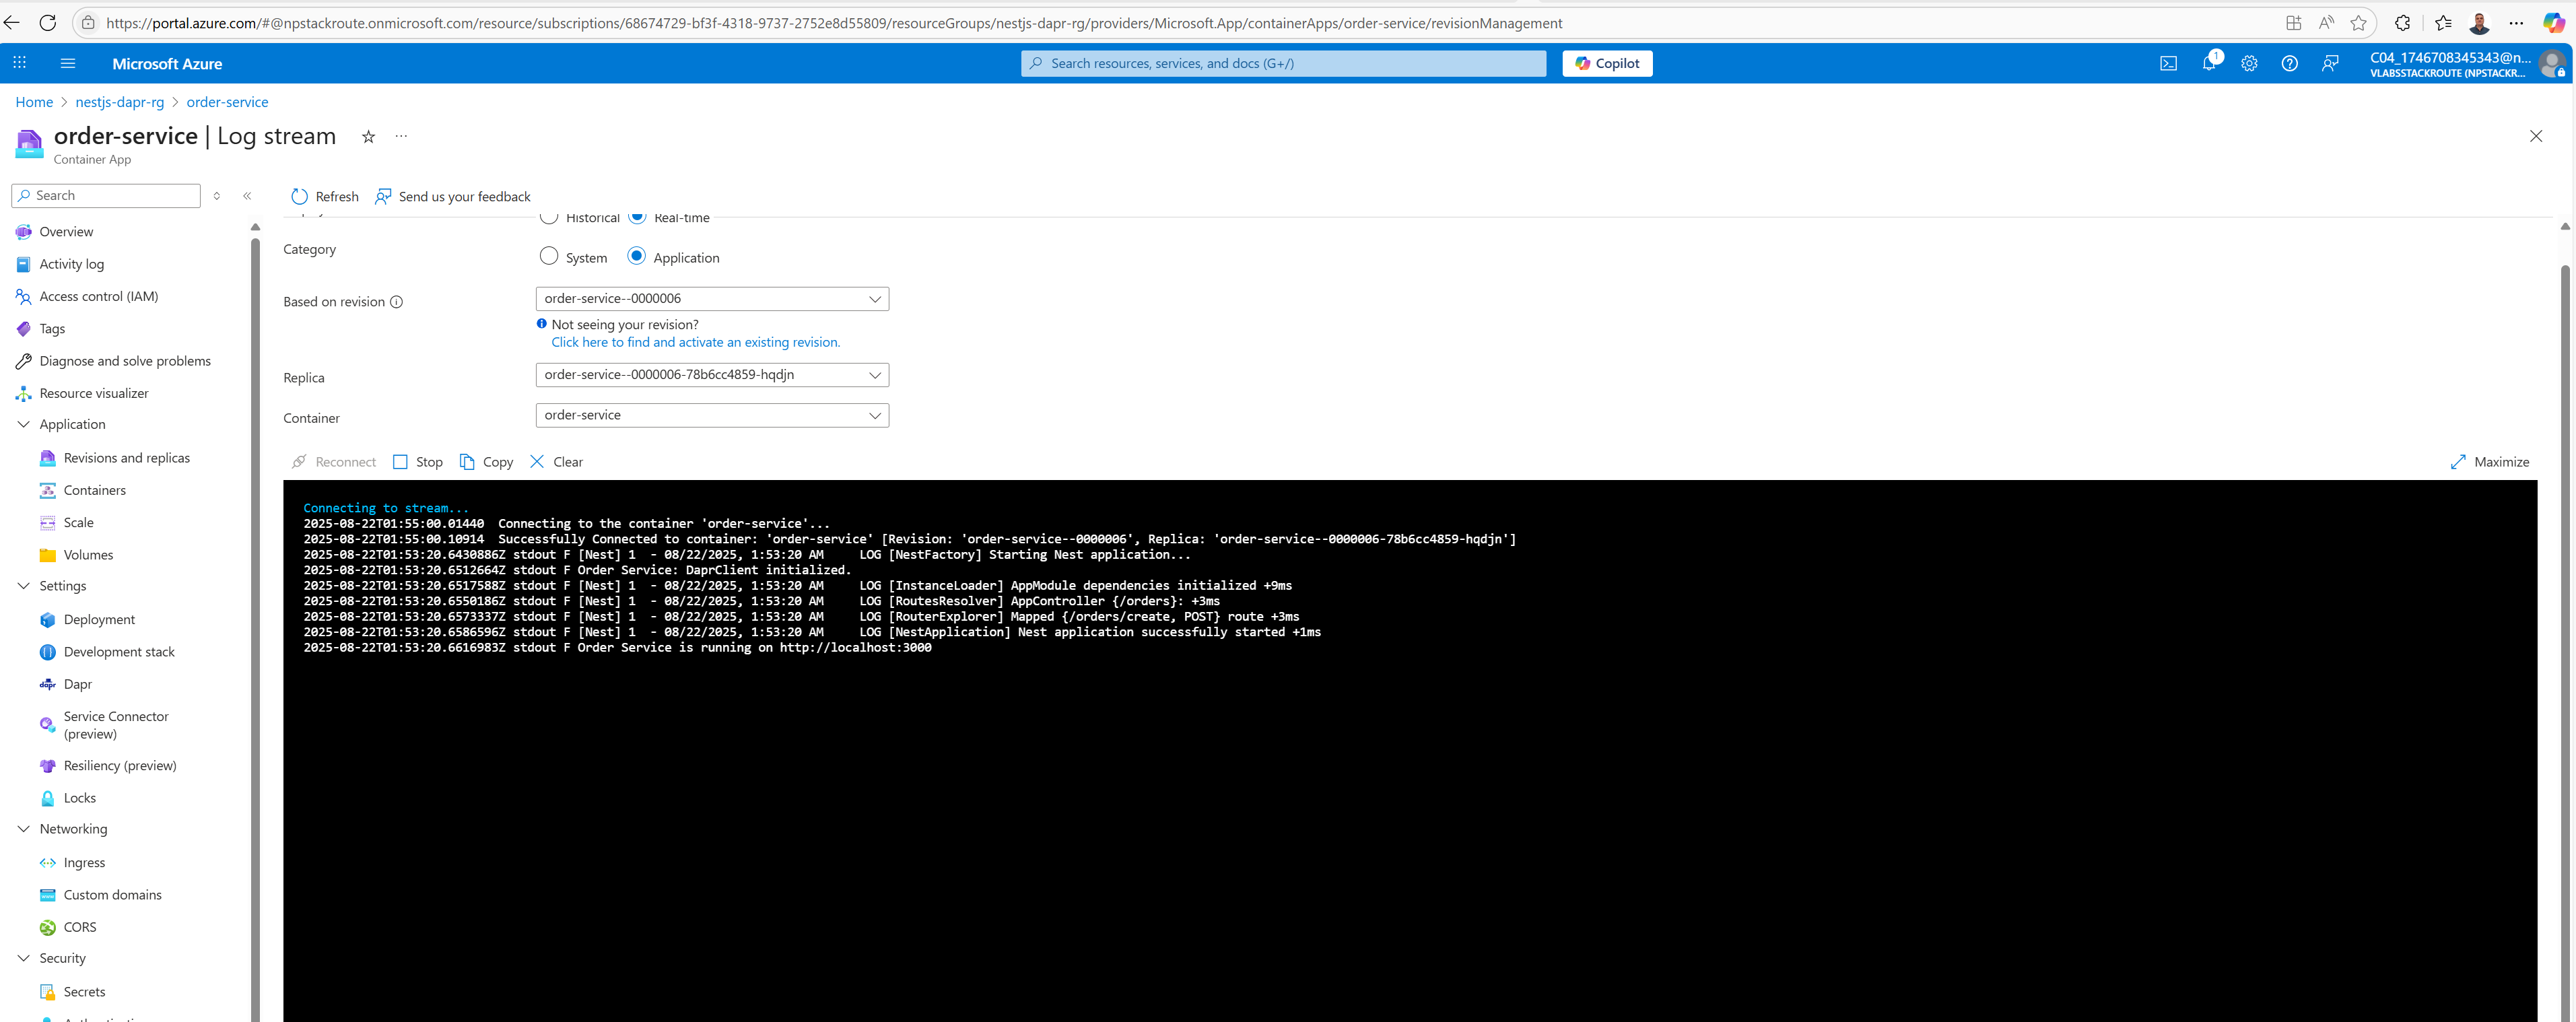 https://portal.azure.com/#@npstackroute.onmicrosoft.com/resource/subscriptions/68674729-bf3f-4318-9737-2752e8d55809/resourceGroups/nestjs-dapr-rg/providers/Microsoft.App/containerApps/order-service/revisionManagement
Microsoft Azure
Search resources, services, and docs (G+/)
Copilot
1
C04_1746708345343@n...
VLABSSTACKROUTE (NPSTACKR...
Home > nestjs-dapr-rg > order-service
order-service | Log stream
Container App
Search
Refresh
Send us your feedback
Overview
Activity log
Access control (IAM)
Tags
Diagnose and solve problems
Resource visualizer
Application
Revisions and replicas
Containers
Scale
Volumes
Settings
Deployment
Development stack
Dapr
Service Connector
(preview)
Resiliency (preview)
Locks
Networking
Ingress
Custom domains
CORS
Security
Secrets
Historical Real-time
Category System Application
Based on revision order-service--0000006
Not seeing your revision?
Click here to find and activate an existing revision.
Replica order-service--0000006-78b6cc4859-hqdjn
Container order-service
Reconnect Stop Copy Clear Maximize
Connecting to stream...
2025-08-22T01:55:00.01440 Connecting to the container 'order-service'...
2025-08-22T01:55:00.10914 Successfully Connected to container: 'order-service' [Revision: 'order-service--0000006', Replica: 'order-service--0000006-78b6cc4859-hqdjn']
2025-08-22T01:53:20.6430886Z stdout F [Nest] 1 - 08/22/2025, 1:53:20 AM LOG [NestFactory] Starting Nest application...
2025-08-22T01:53:20.6512664Z stdout F Order Service: DaprClient initialized.
2025-08-22T01:53:20.6517588Z stdout F [Nest] 1 - 08/22/2025, 1:53:20 AM LOG [InstanceLoader] AppModule dependencies initialized +9ms
2025-08-22T01:53:20.6550186Z stdout F [Nest] 1 - 08/22/2025, 1:53:20 AM LOG [RoutesResolver] AppController {/orders}: +3ms
2025-08-22T01:53:20.6573337Z stdout F [Nest] 1 - 08/22/2025, 1:53:20 AM LOG [RouterExplorer] Mapped {/orders/create, POST} route +3ms
2025-08-22T01:53:20.6586596Z stdout F [Nest] 1 - 08/22/2025, 1:53:20 AM LOG [NestApplication] Nest application successfully started +1ms
2025-08-22T01:53:20.6616983Z stdout F Order Service is running on http://localhost:3000